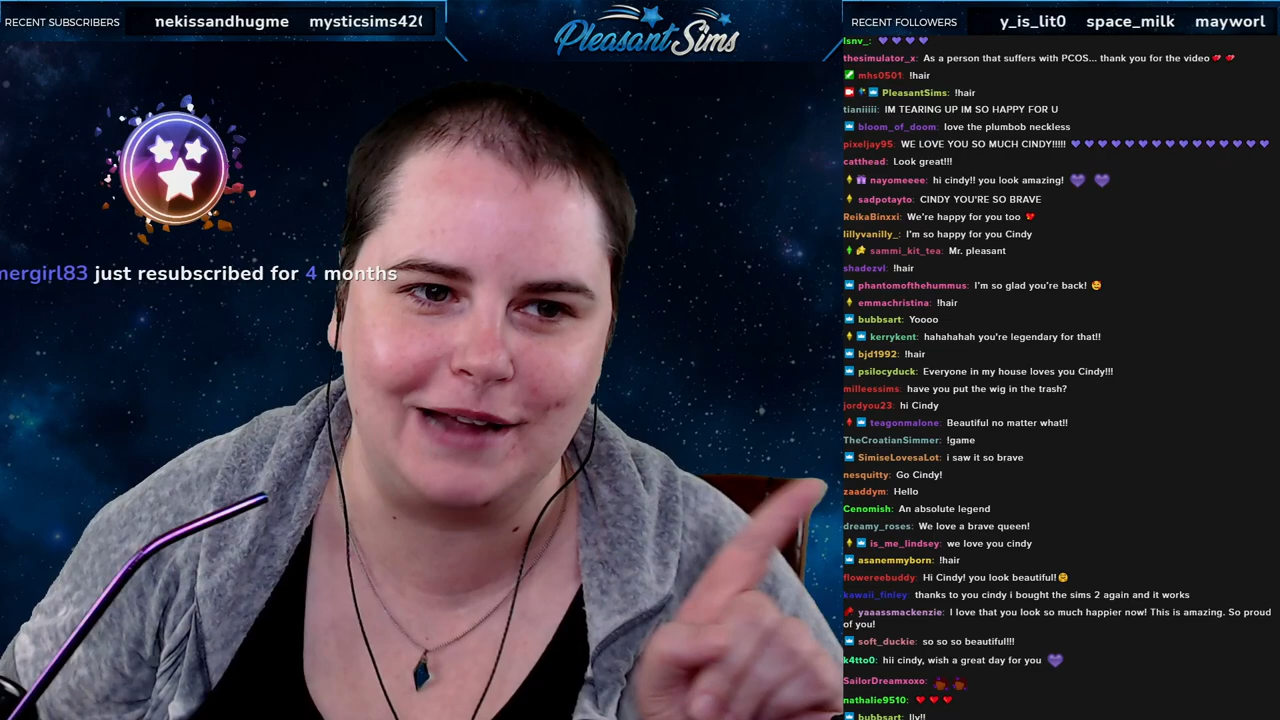 RECENT SUBSCRIBERS nekissandhugme mysticsims42
PleasantSims
RECENT FOLLOWERS y_is_lit0 space_milk mayworl
lsnv_:
thesimulator_x: As a person that suffers with PCOS... thank you for the video
mhs0501: !hair
PleasantSims: !hair
tianiiiii: IM TEARING UP IM SO HAPPY FOR U
bloom_of_doom: love the plumbob neckless
pixeljay95: WE LOVE YOU SO MUCH CINDY!!!!!
catthead: Look great!!!
nayomeeee: hi cindy!! you look amazing!
sadpotayto: CINDY YOU'RE SO BRAVE
ReikaBinxxi: We're happy for you too
lillyvanilly_: I'm so happy for you Cindy
sammi_kit_tea: Mr. pleasant
shadezvi: !hair
mergirl83 just resubscribed for 4 months
phantomofthehummus: I'm so glad you're back!
emmachristina: !hair
bubbsart: Yoooo
kerrykent: hahahahah you're legendary for that!!
bjd1992: !hair
psilocyduck: Everyone in my house loves you Cindy!!!
milleessims: have you put the wig in the trash?
jordyou23: hi Cindy
teagonmalone: Beautiful no matter what!!
TheCroatianSimmer: !game
SimiseLovesaLot: i saw it so brave
nesquitty: Go Cindy!
zaaddym: Hello
Cenomish: An absolute legend
dreamy_roses: We love a brave queen!
is_me_lindsey: we love you cindy
asanemmyborn: !hair
flowereebuddy: Hi Cindy! you look beautiful!
kawaii_finley: thanks to you cindy i bought the sims 2 again and it works
yaaassmackenzie: I love that you look so much happier now! This is amazing. So proud
of you!
soft_duckie: so so so beautiful!!!
k4tto0: hii cindy, wish a great day for you
SailorDreamxoxo:
nathalie9510:
bubbsart: Ily!!